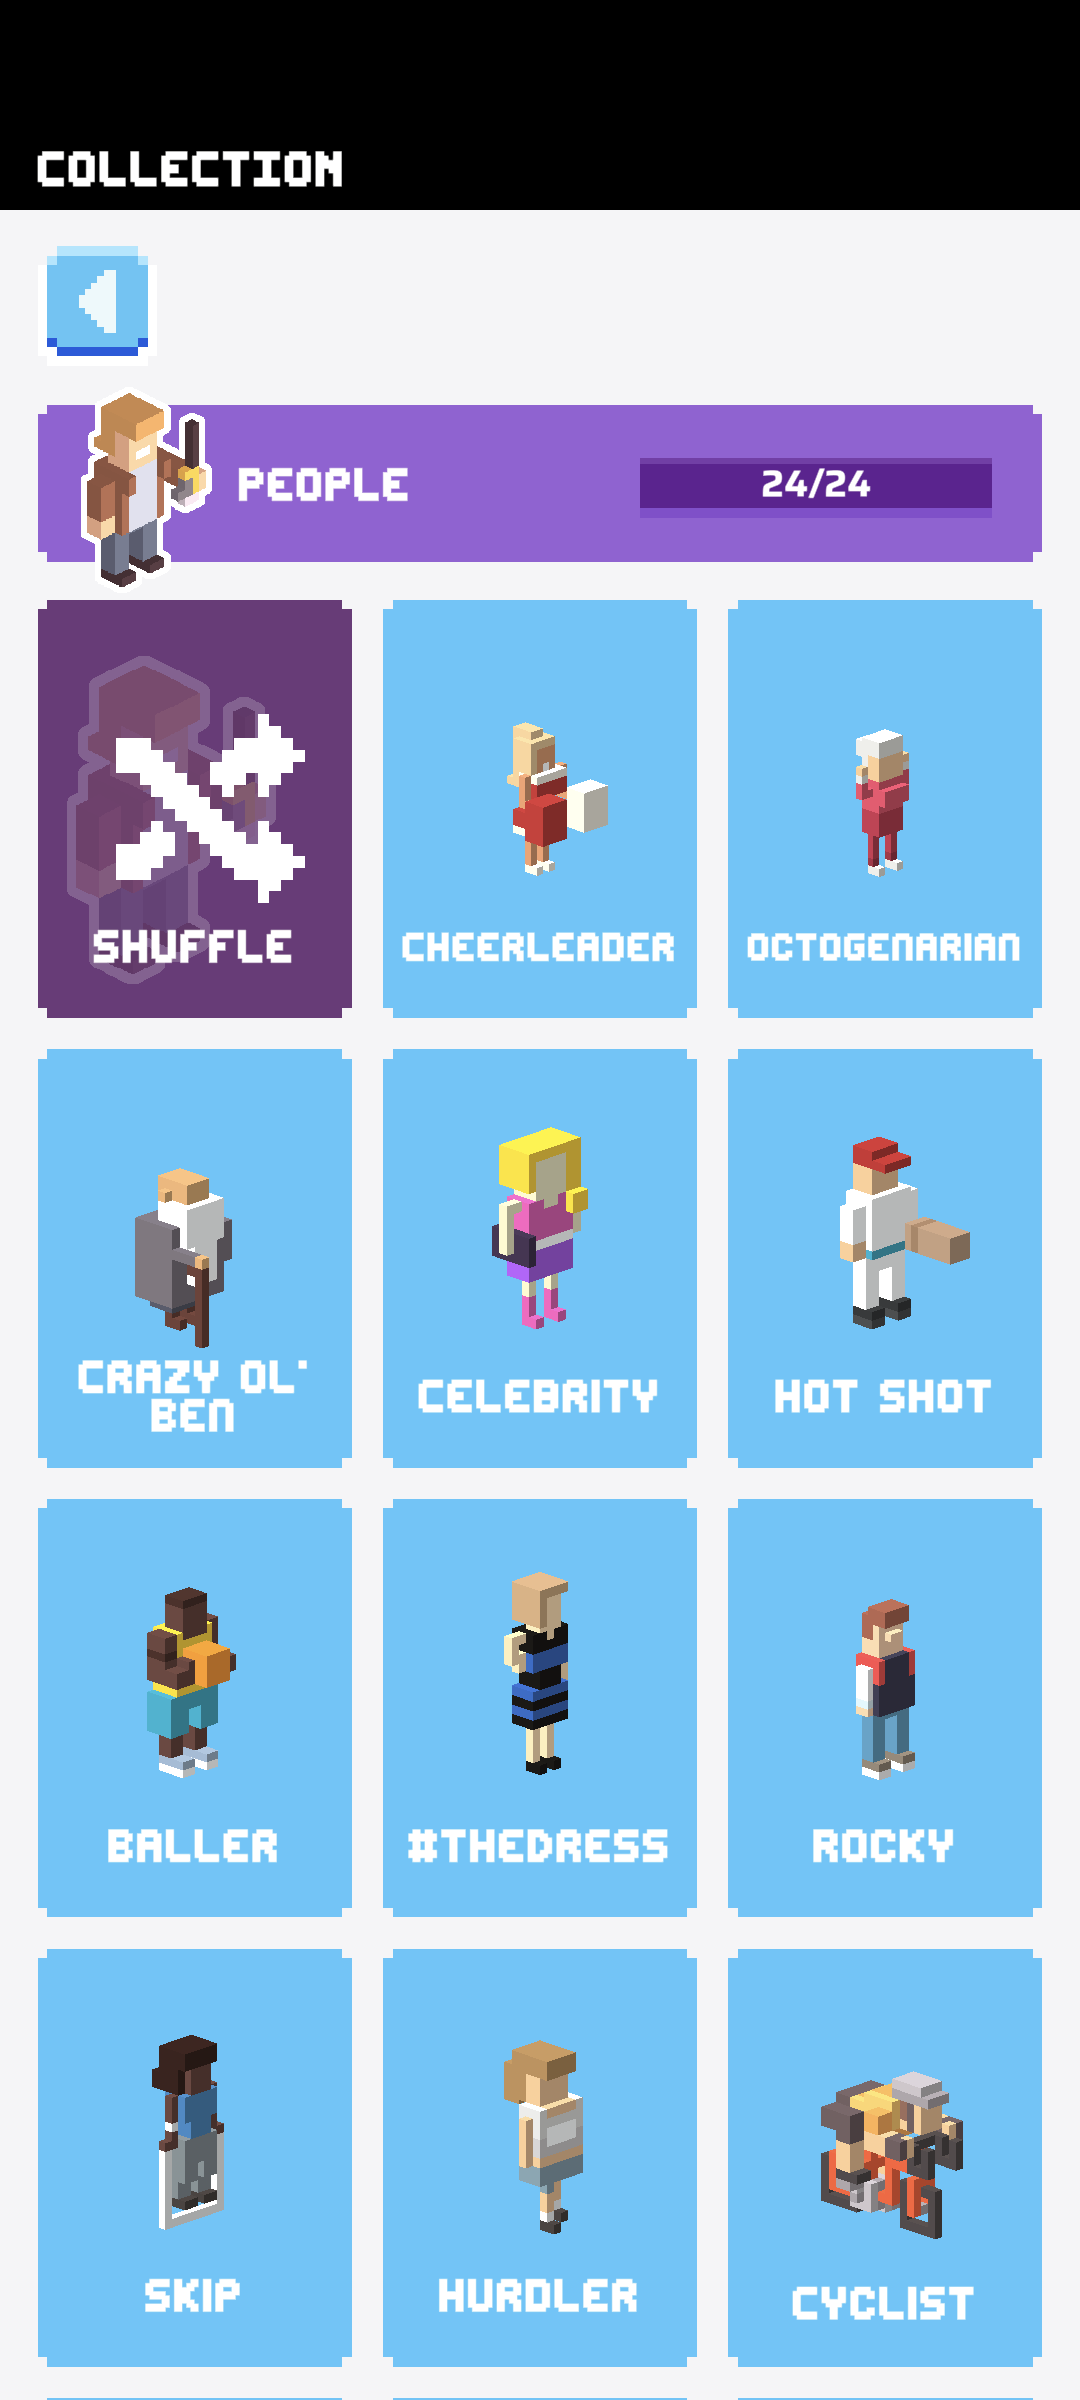 COLLECTION
PEOPLE
24/24
SHUFFLE
CHEERLEADER
OCTOGENARIAN
CRAZY OL'
BEN
CELEBRITY
HOT SHOT
BALLER
#THEDRESS
ROCKY
SKIP
HURDLER
CYCLIST